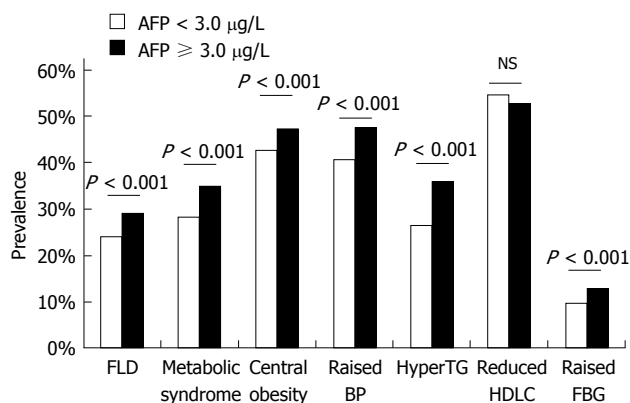 AFP < 3.0 μg/L
AFP ⩾ 3.0 μg/L
Prevalence
60%
50%
40%
30%
20%
10%
0%
P < 0.001
P < 0.001
P < 0.001
P < 0.001
P < 0.001
NS
P < 0.001
FLD
Metabolic
syndrome
Central
obesity
Raised
BP
HyperTG
Reduced
HDLC
Raised
FBG